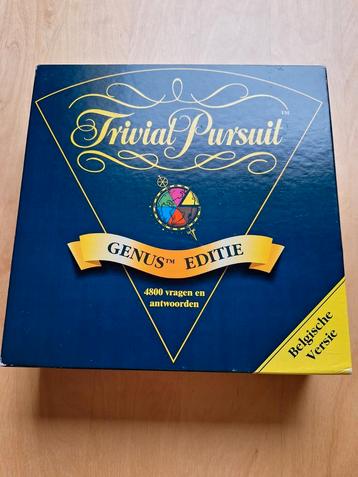 Trivial Pursuit™
GENUS™ EDITIE
4800 vragen en
antwoorden
Belgische
Versie